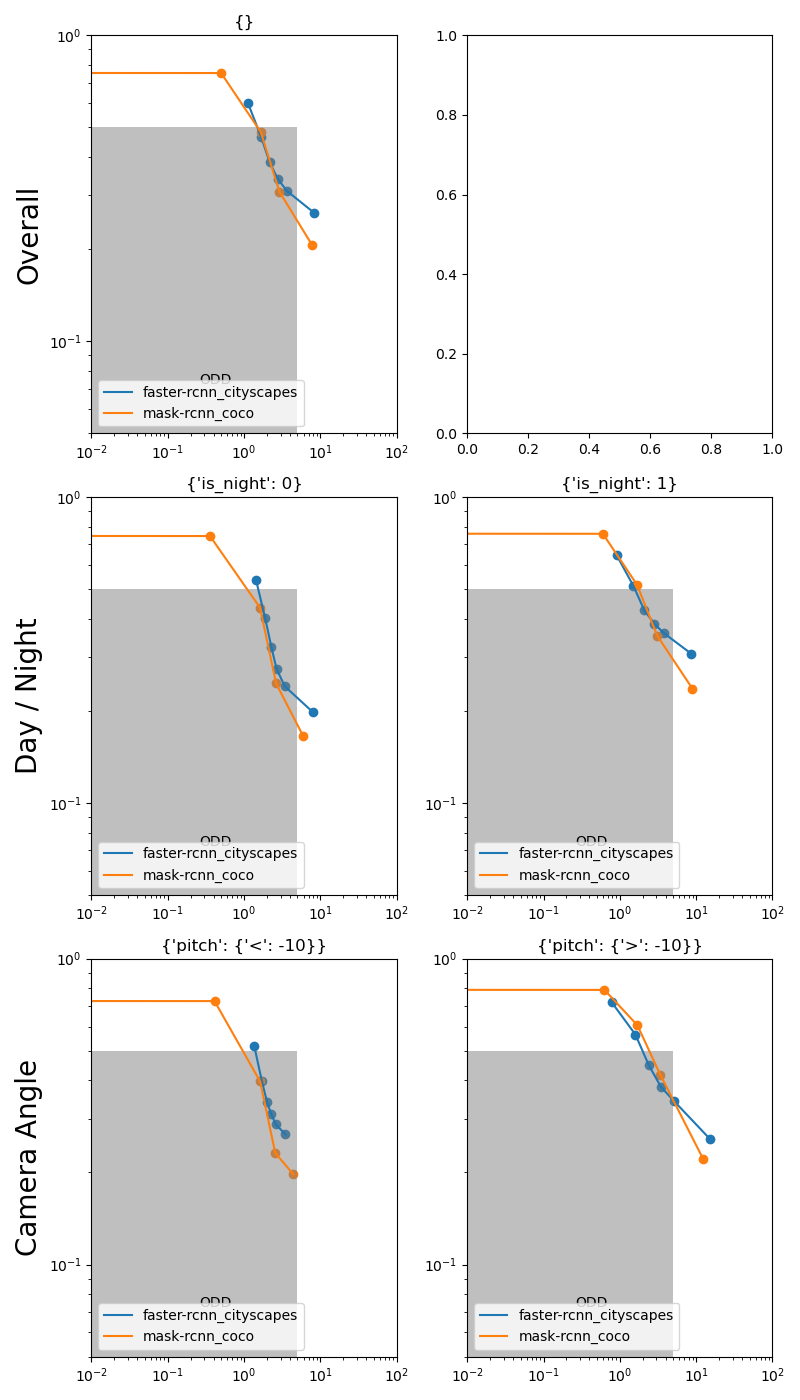 {}
Overall
10⁰
10⁻¹
ODD
faster-rcnn_cityscapes
mask-rcnn_coco
10⁻² 10⁻¹ 10⁰ 10¹ 10²
1.0
0.8
0.6
0.4
0.2
0.0
0.0 0.2 0.4 0.6 0.8 1.0
Day / Night
{'is_night': 0}
10⁰
10⁻¹
ODD
faster-rcnn_cityscapes
mask-rcnn_coco
10⁻² 10⁻¹ 10⁰ 10¹ 10²
{'is_night': 1}
10⁰
10⁻¹
ODD
faster-rcnn_cityscapes
mask-rcnn_coco
10⁻² 10⁻¹ 10⁰ 10¹ 10²
Camera Angle
{'pitch': {'<': -10}}
10⁰
10⁻¹
ODD
faster-rcnn_cityscapes
mask-rcnn_coco
10⁻² 10⁻¹ 10⁰ 10¹ 10²
{'pitch': {'>': -10}}
10⁰
10⁻¹
ODD
faster-rcnn_cityscapes
mask-rcnn_coco
10⁻² 10⁻¹ 10⁰ 10¹ 10²